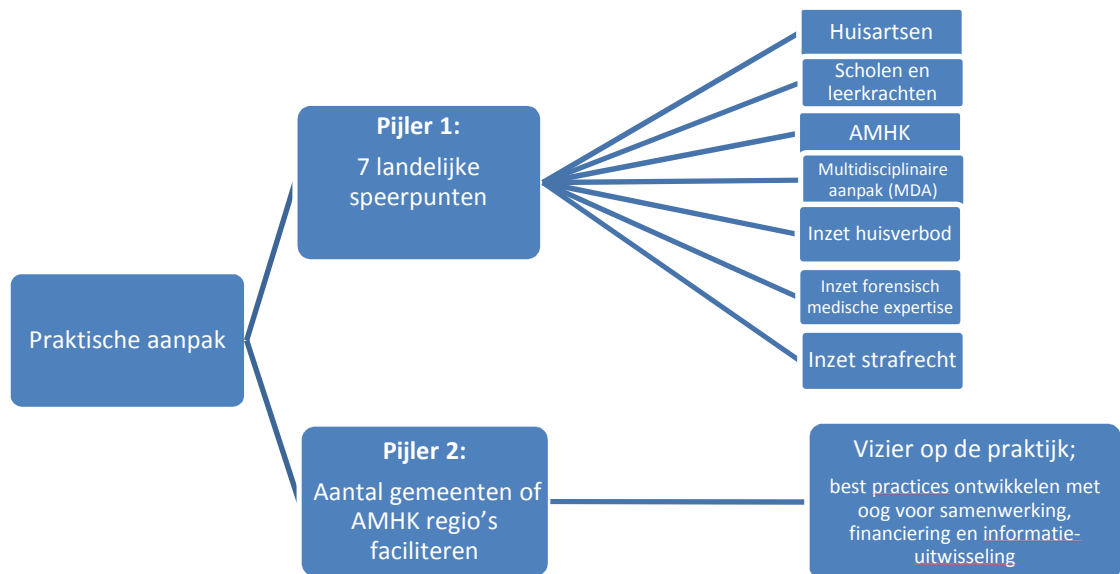 Praktische aanpak
Pijler 1:
7 landelijke
speerpunten
Huisartsen
Scholen en
leerkrachten
AMHK
Multidisciplinaire
aanpak (MDA)
Inzet huisverbod
Inzet forensisch
medische expertise
Inzet strafrecht
Pijler 2:
Aantal gemeenten of
AMHK regio's
faciliteren
Vizier op de praktijk;
best practices ontwikkelen met
oog voor samenwerking,
financiering en informatie-
uitwisseling